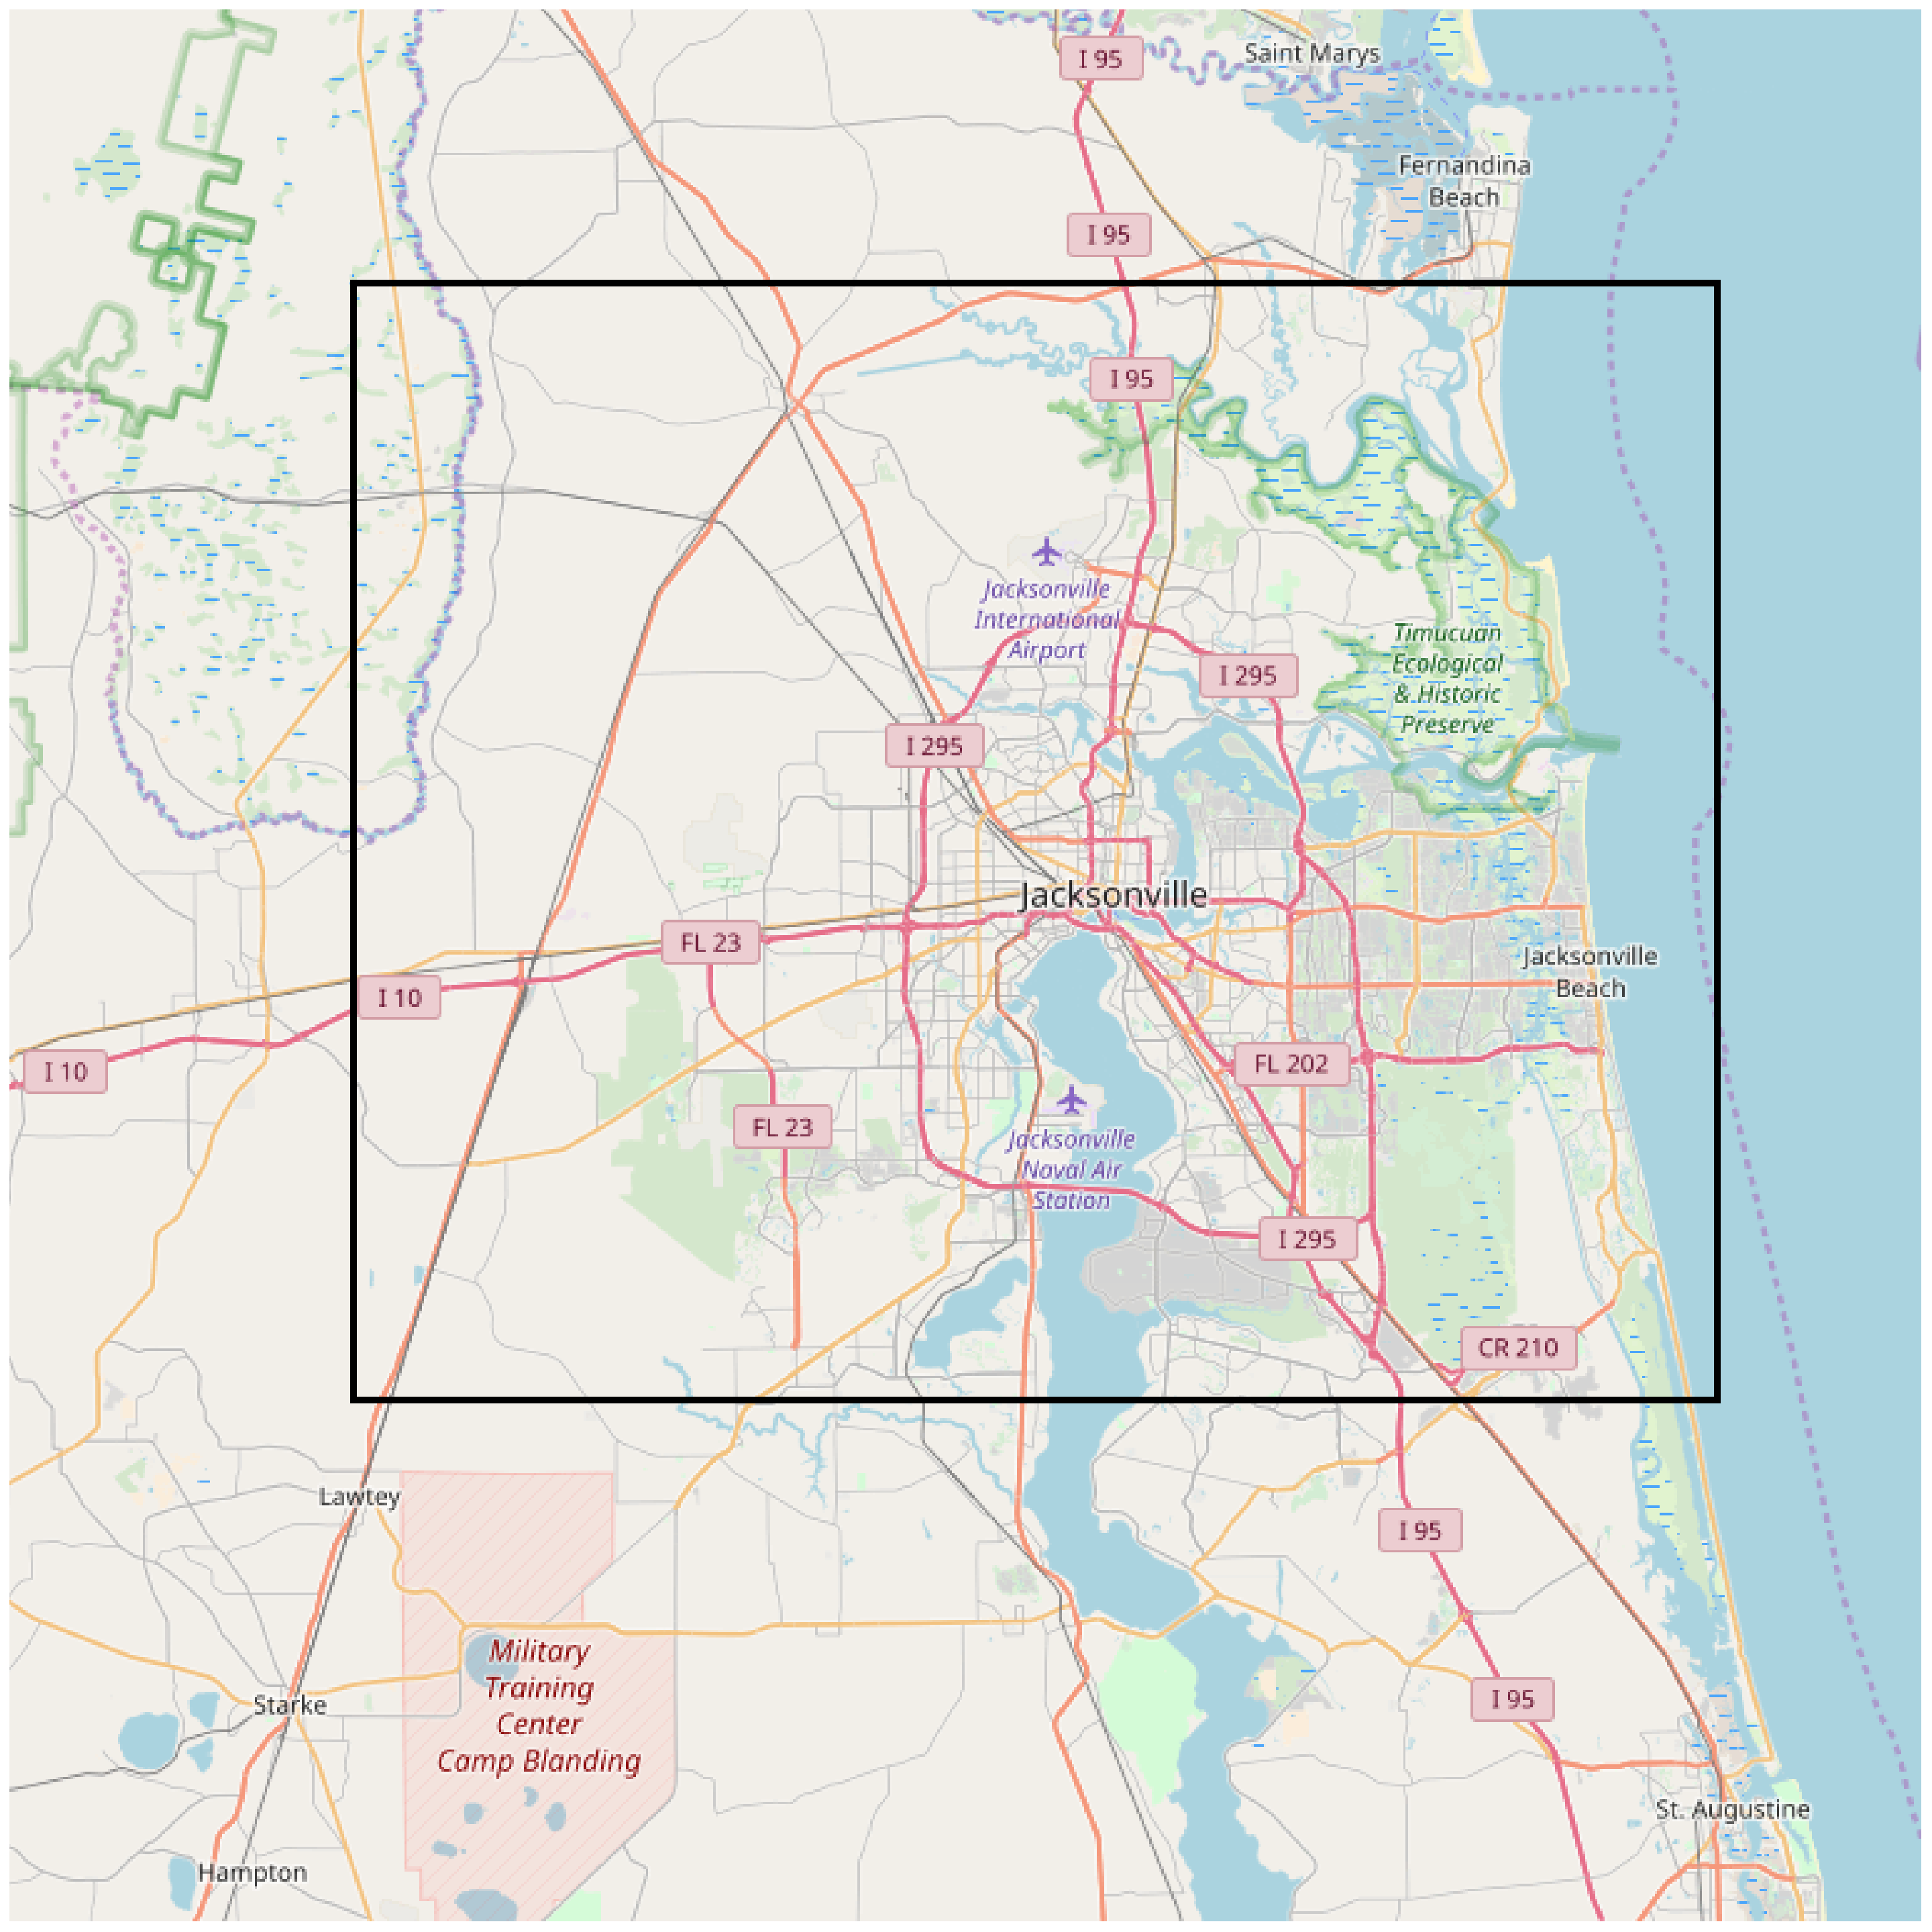 I 95
Saint Marys
Fernandina
Beach
I 95
I 95
Jacksonville
International
Airport
Timucuan
Ecological
& Historic
Preserve
I 295
I 295
Jacksonville
FL 23
Jacksonville
Beach
I 10
I 10
FL 202
FL 23
Jacksonville
Naval Air
Station
I 295
CR 210
Lawtey
I 95
Military
Training
Center
Camp Blanding
Starke
I 95
St. Augustine
Hampton